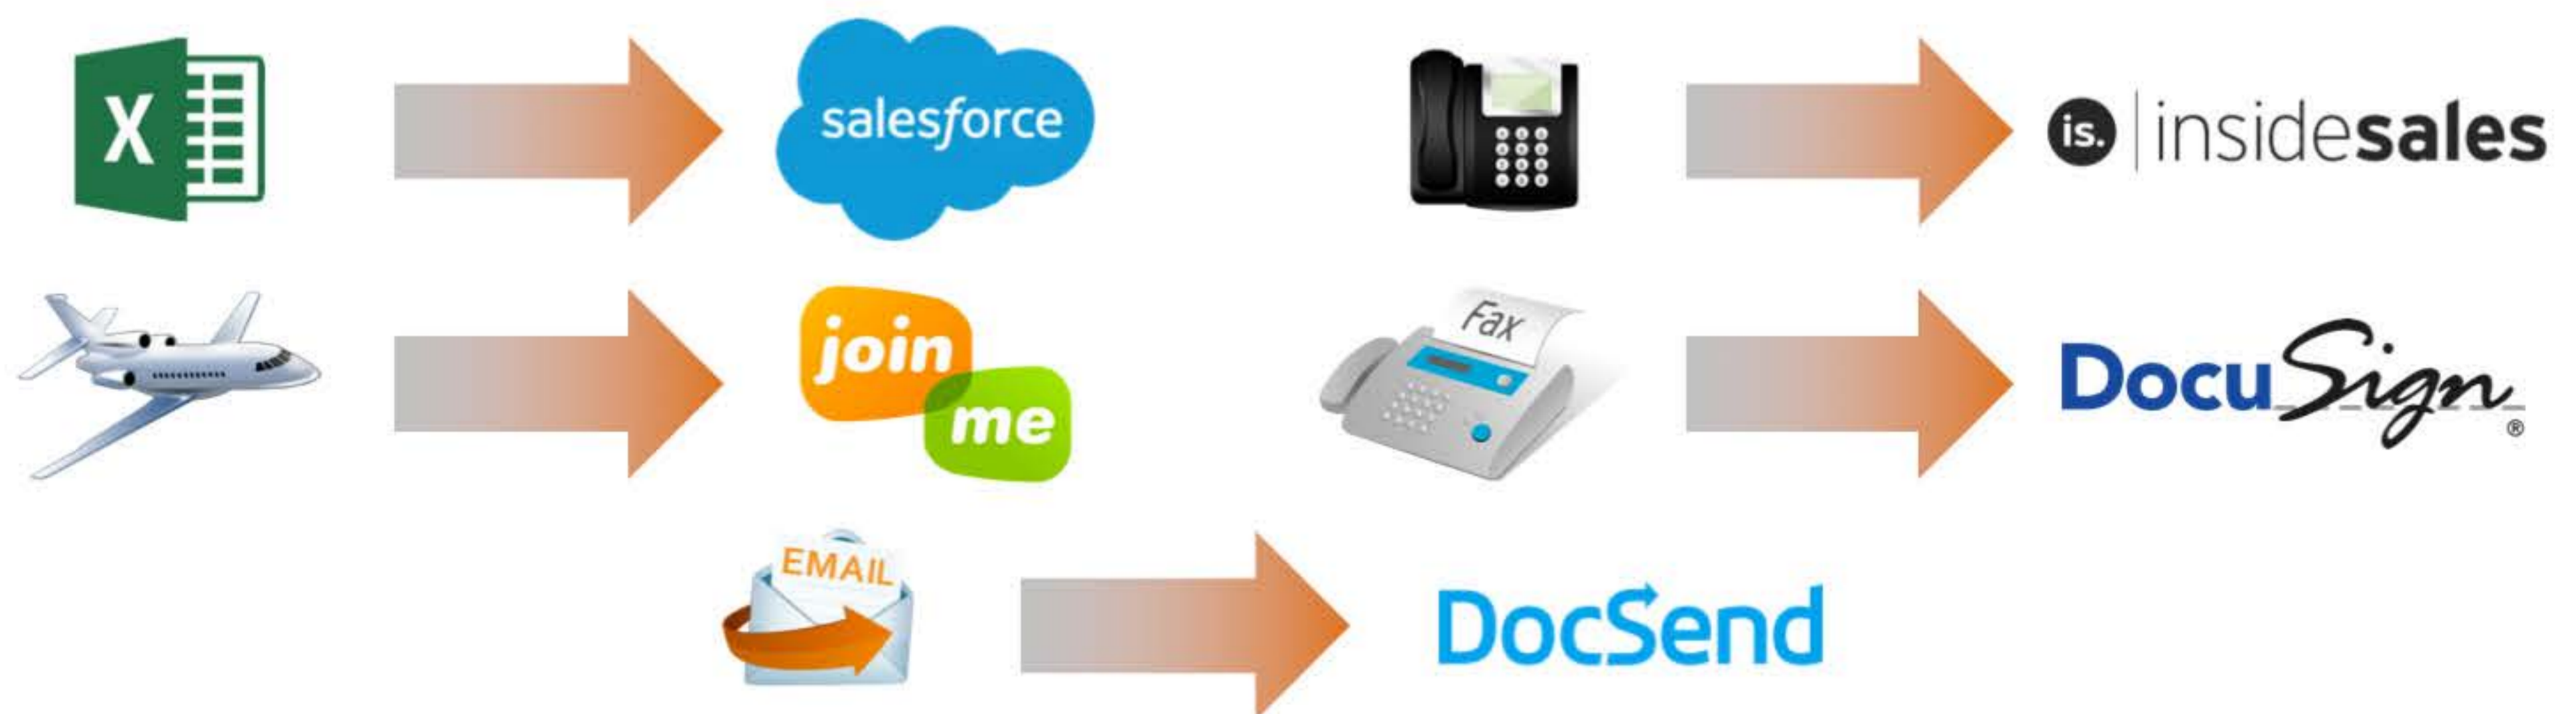 X
salesforce
is. insidesales
join
me
Fax
DocuSign®
EMAIL
DocSend